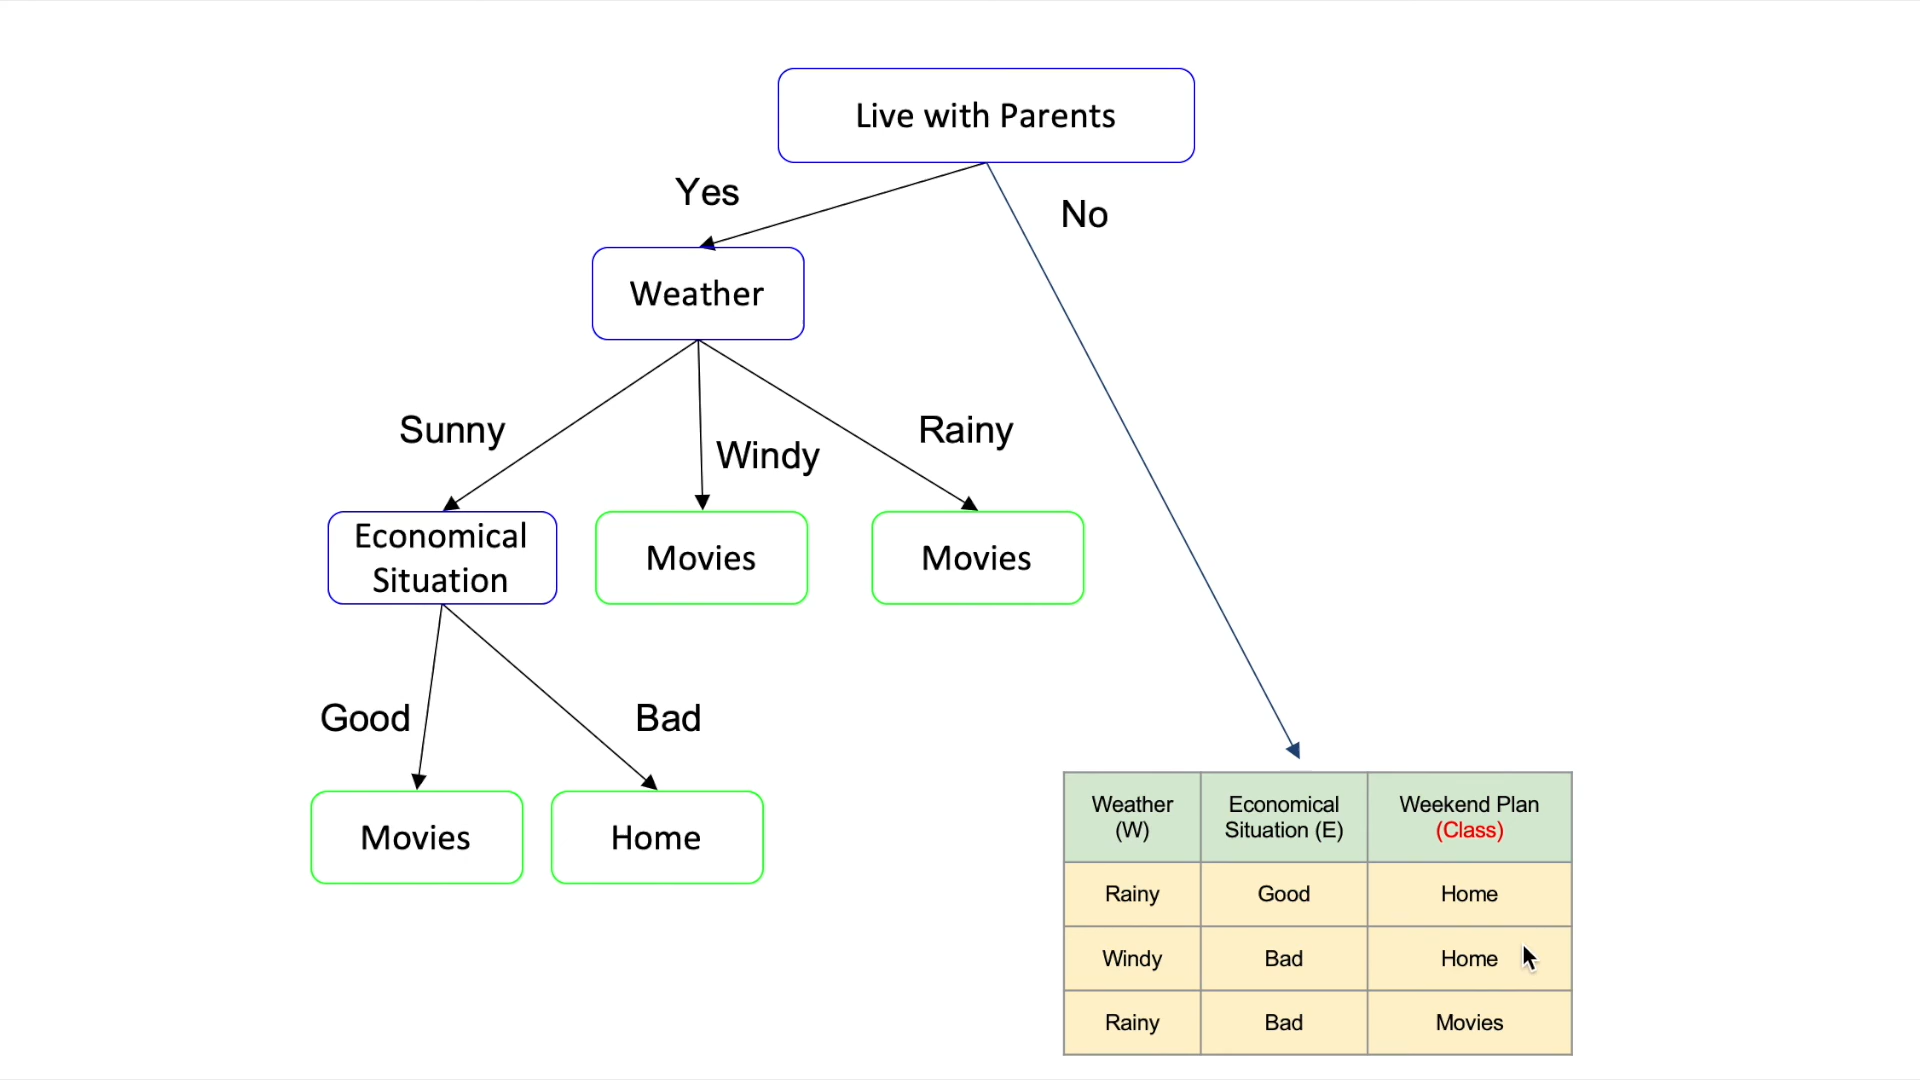 Live with Parents
Yes
No
Weather
Sunny
Windy
Rainy
Economical
Situation
Movies
Movies
Good
Bad
Movies
Home
Weather
(W)
Economical
Situation (E)
Weekend Plan
(Class)
Rainy
Good
Home
Windy
Bad
Home
Rainy
Bad
Movies